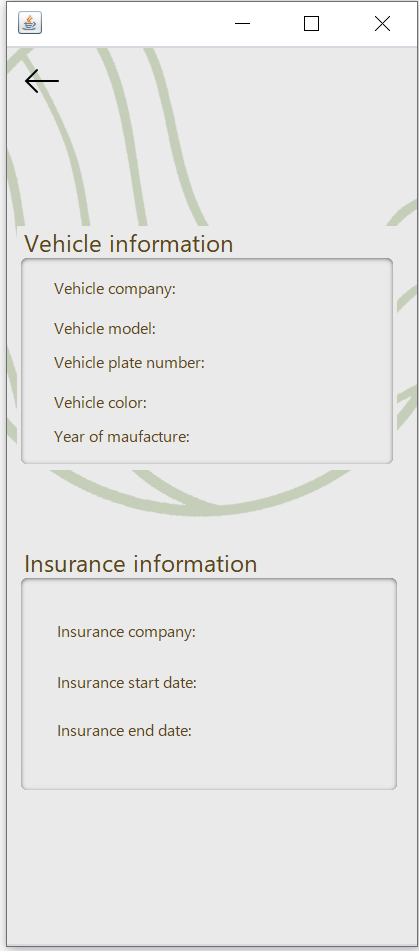 Vehicle information
Vehicle company:
Vehicle model:
Vehicle plate number:
Vehicle color:
Year of maufacture:
Insurance information
Insurance company:
Insurance start date:
Insurance end date: